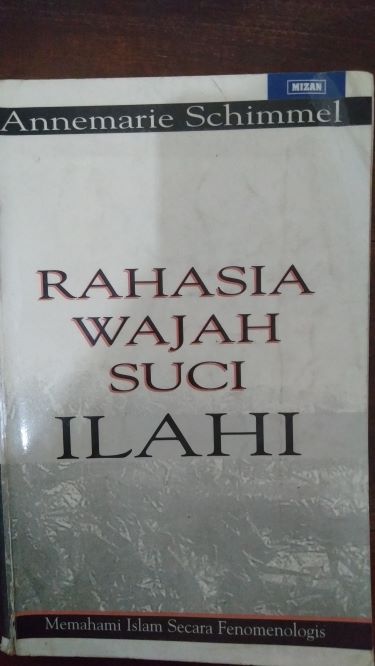 MIZAN
Annemarie Schimmel
RAHASIA
WAJAH
SUCI
ILAHI
Memahami Islam Secara Fenomenologis